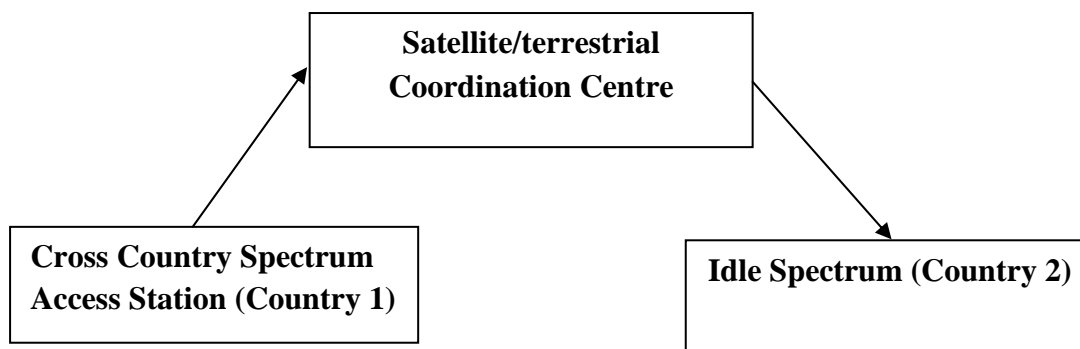 Satellite/terrestrial
Coordination Centre
Cross Country Spectrum
Access Station (Country 1)
Idle Spectrum (Country 2)